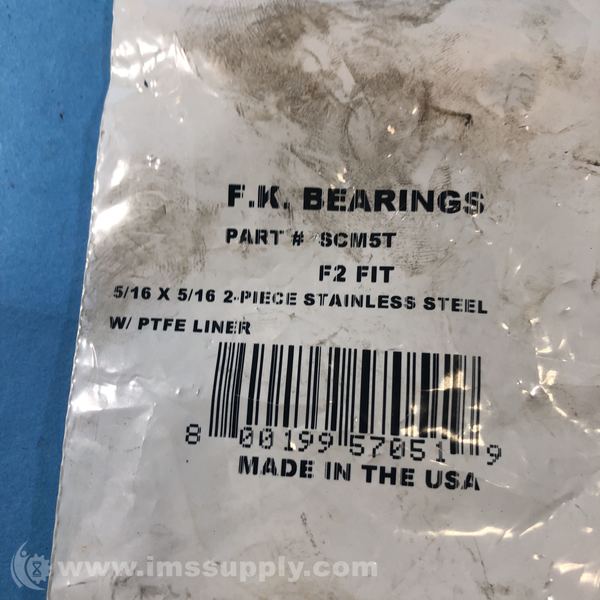 F.K. BEARINGS
PART # SCM5T
F2 FIT
5/16 X 5/16 2-PIECE STAINLESS STEEL
W/ PTFE LINER
8 00199 57051 9
MADE IN THE USA
www.imssupply.com